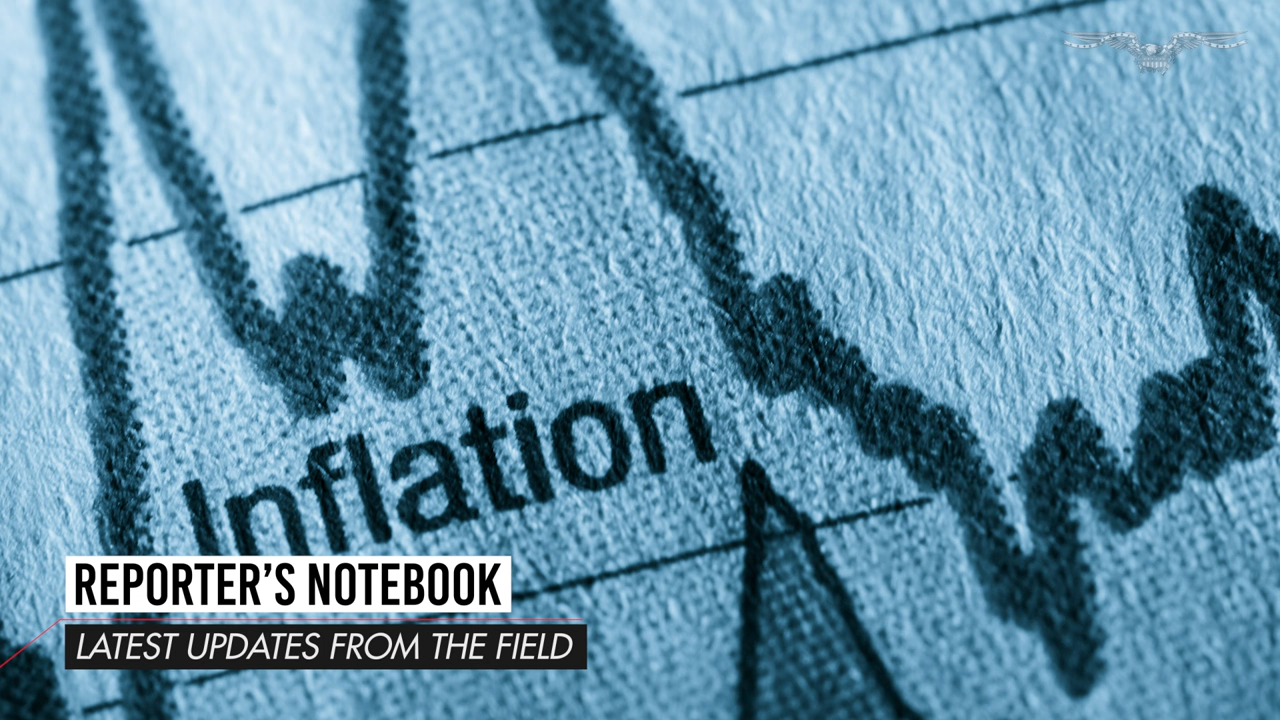 Inflation
REPORTER'S NOTEBOOK
LATEST UPDATES FROM THE FIELD